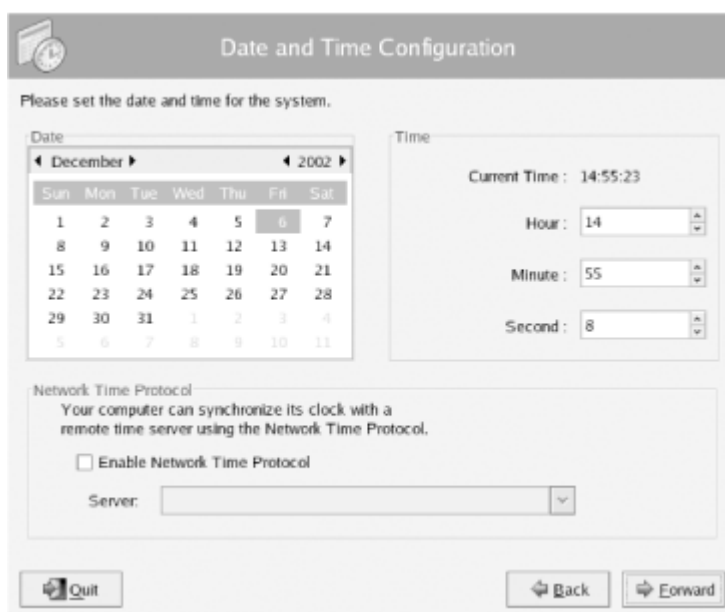 Date and Time Configuration
Please set the date and time for the system.
Date
December
2002
Sun Mon Tue Wed Thu Fri Sat
1 2 3 4 5 6 7
8 9 10 11 12 13 14
15 16 17 18 19 20 21
22 23 24 25 26 27 28
29 30 31 1 2 3 4
5 6 7 8 9 10 11
Time
Current Time : 14:55:23
Hour : 14
Minute : 55
Second : 8
Network Time Protocol
Your computer can synchronize its clock with a
remote time server using the Network Time Protocol.
Enable Network Time Protocol
Server:
Quit
Back
Forward